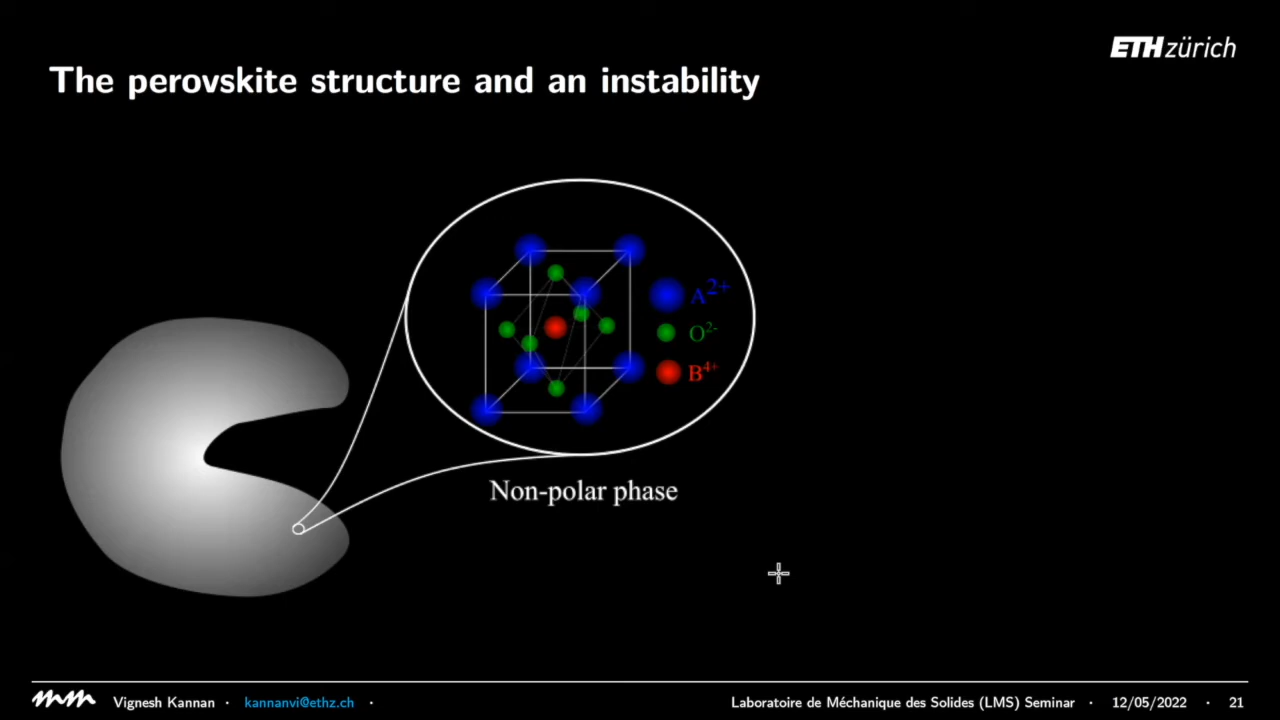 ETH zürich
The perovskite structure and an instability
A2+
O2-
B4+
Non-polar phase
Vignesh Kannan · kannanvi@ethz.ch ·
Laboratoire de Méchanique des Solides (LMS) Seminar · 12/05/2022 · 21